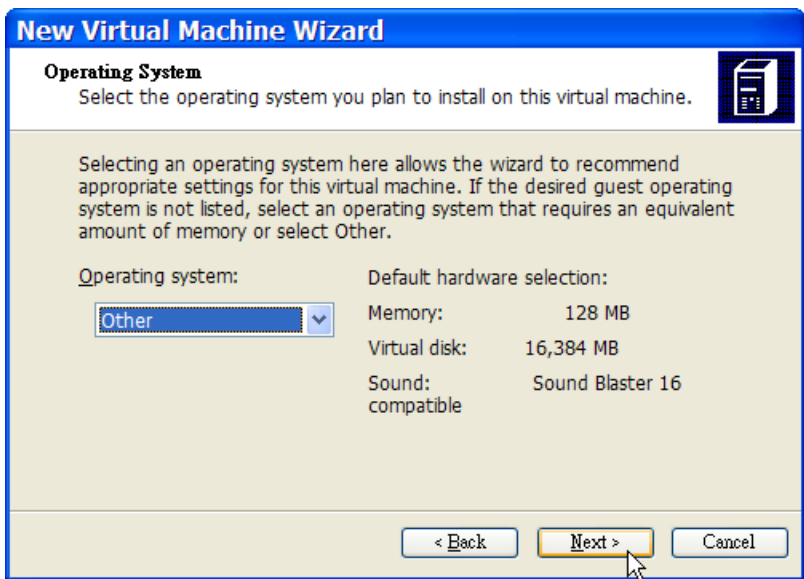 New Virtual Machine Wizard
Operating System
Select the operating system you plan to install on this virtual machine.
Selecting an operating system here allows the wizard to recommend
appropriate settings for this virtual machine. If the desired guest operating
system is not listed, select an operating system that requires an equivalent
amount of memory or select Other.
Operating system:
Other
Default hardware selection:
Memory: 128 MB
Virtual disk: 16,384 MB
Sound: Sound Blaster 16
compatible
< Back Next > Cancel